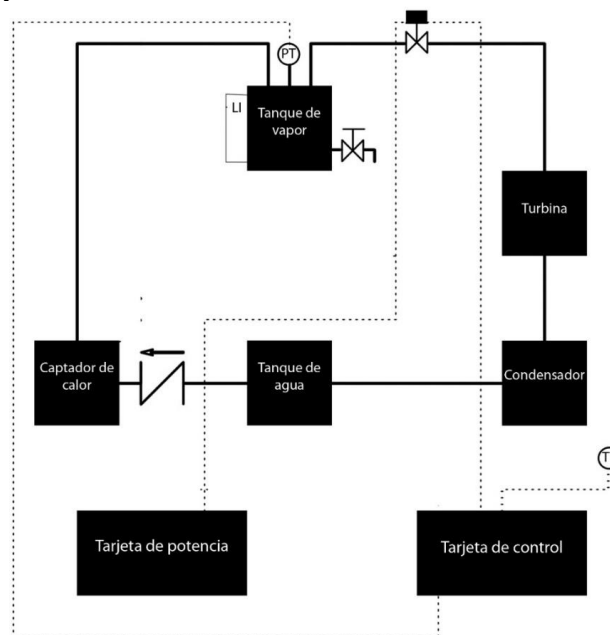 PT
LI
Tanque de
vapor
Turbina
Captador de
calor
Tanque de
agua
Condensador
T
Tarjeta de potencia
Tarjeta de control